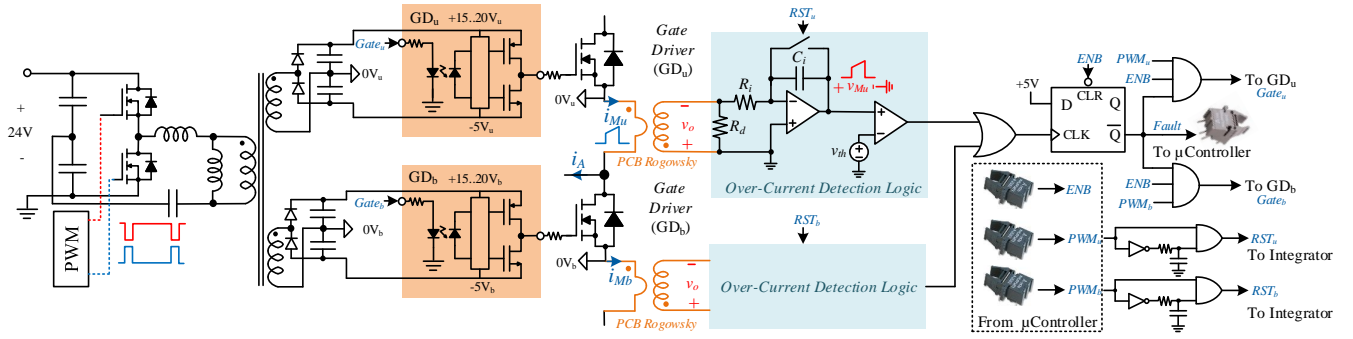 +
24V
-
PWM
GDu
+15..20Vu
Gateu
0Vu
-5Vu
GDb
+15..20Vb
Gateb
0Vb
-5Vb
Gate
Driver
(GDu)
0Vu
iMu
iA
Gate
Driver
(GDb)
0Vb
iMb
vo
PCB Rogowsky
vo
PCB Rogowsky
RSTu
Ci
Ri
Rd
+ vMu -
vth
Over-Current Detection Logic
RSTb
Over-Current Detection Logic
ENB
+5V
D
CLR
Q
CLK
Q
PWMu
ENB
To GDu
Gateu
Fault
To µController
ENB
PWMb
To GDb
Gateb
ENB
PWMu
PWMb
From µController
RSTu
To Integrator
RSTb
To Integrator